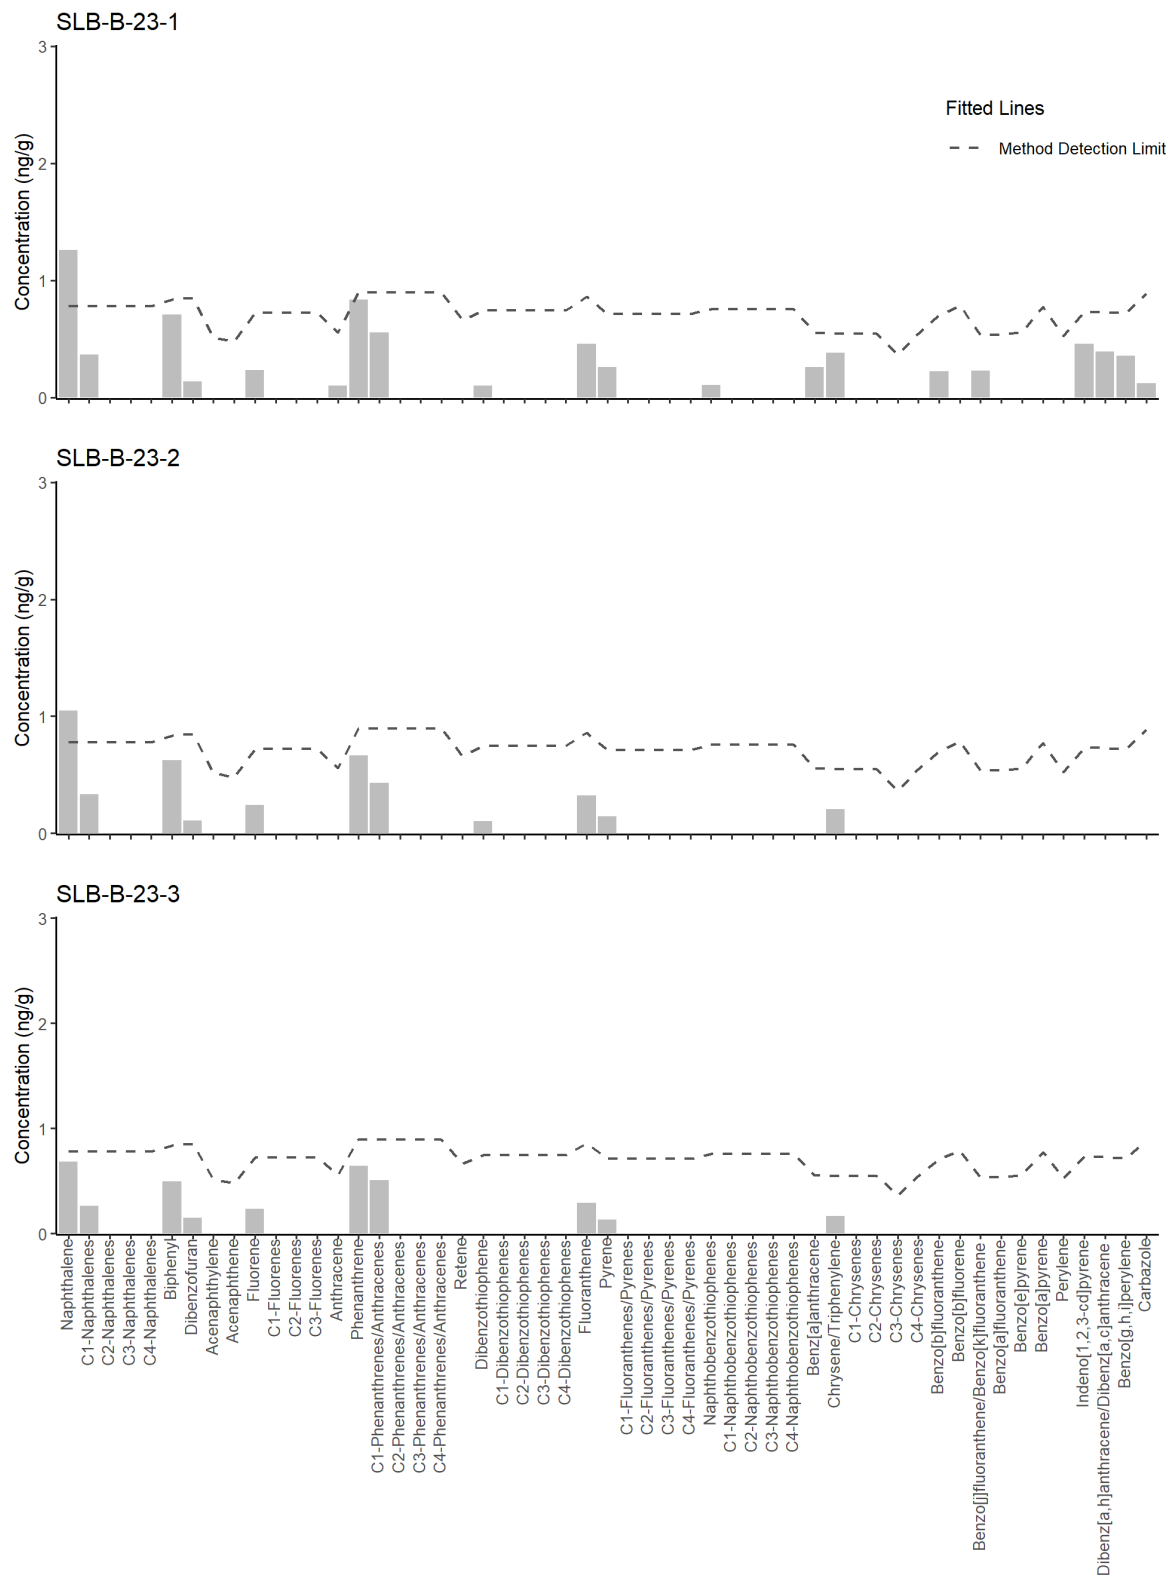 SLB-B-23-1
3
2
1
0
Concentration (ng/g)
Fitted Lines
Method Detection Limit
SLB-B-23-2
3
2
1
0
Concentration (ng/g)
SLB-B-23-3
3
2
1
0
Concentration (ng/g)
Naphthalene
C1-Naphthalenes
C2-Naphthalenes
C3-Naphthalenes
C4-Naphthalenes
Biphenyl
Dibenzofuran
Acenaphthylene
Acenaphthene
Fluorene
C1-Fluorenes
C2-Fluorenes
C3-Fluorenes
Anthracene
Phenanthrene
C1-Phenanthrenes/Anthracenes
C2-Phenanthrenes/Anthracenes
C3-Phenanthrenes/Anthracenes
C4-Phenanthrenes/Anthracenes
Retene
Dibenzothiophene
C1-Dibenzothiophenes
C2-Dibenzothiophenes
C3-Dibenzothiophenes
C4-Dibenzothiophenes
Fluoranthene
Pyrene
C1-Fluoranthenes/Pyrenes
C2-Fluoranthenes/Pyrenes
C3-Fluoranthenes/Pyrenes
C4-Fluoranthenes/Pyrenes
Naphthobenzothiophenes
C1-Naphthobenzothiophenes
C2-Naphthobenzothiophenes
C3-Naphthobenzothiophenes
C4-Naphthobenzothiophenes
Benz[a]anthracene
Chrysene/Triphenylene
C1-Chrysenes
C2-Chrysenes
C3-Chrysenes
C4-Chrysenes
Benzo[b]fluoranthene
Benzo[b]fluorene
Benzo[j]fluoranthene/Benzo[k]fluoranthene
Benzo[a]fluoranthene
Benzo[e]pyrene
Benzo[a]pyrene
Perylene
Indeno[1,2,3-cd]pyrene
Dibenz[a,h]anthracene/Dibenz[a,c]anthracene
Benzo[g,h,i]perylene
Carbazole